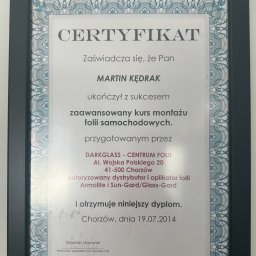 CERTYFIKAT
Zaświadcza się, że Pan
MARTIN KĘDRAK
ukończył z sukcesem
zaawansowany kurs montażu
folii samochodowych.
przygotowanym przez
DARKGLASS - CENTRUM FOLII
Al. Wojska Polskiego 20
41-500 Chorzów
Autoryzowany dystrybutor i aplikator folii
Armolite i Sun-Gard/Glass-Gard
i otrzymuje niniejszy dyplom.
Chorzów, dnia 19.07.2014